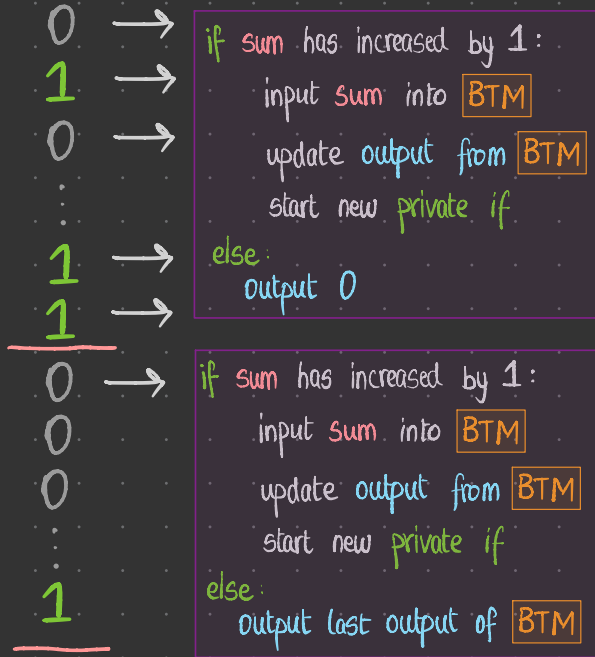 0
1
0
1
1
if sum has increased by 1:
input sum into BTM
update output from BTM
start new private if
else:
output 0
0
0
0
1
if sum has increased by 1:
input sum into BTM
update output from BTM
start new private if
else:
output last output of BTM